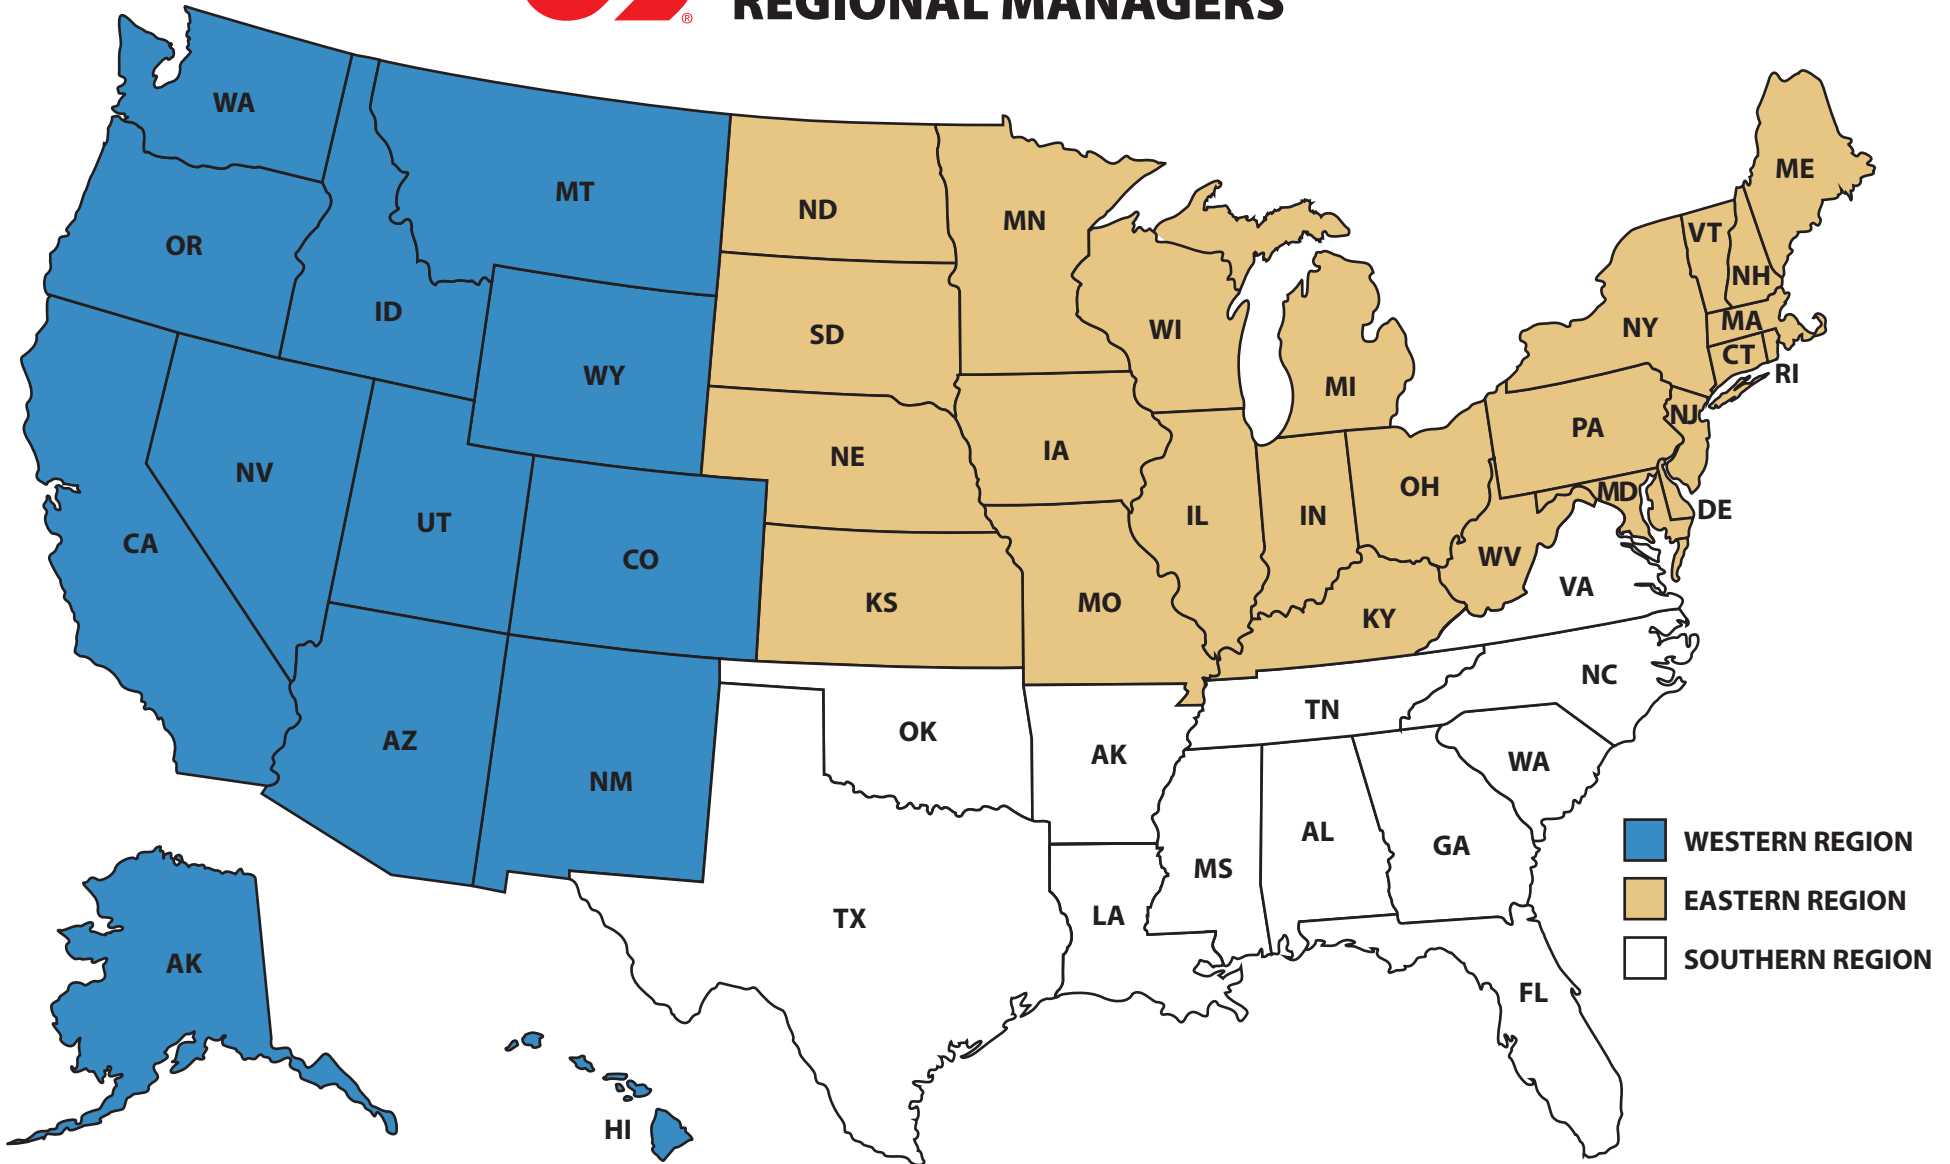 ®
REGIONAL MANAGERS
WA
MT
ND
MN
ME
OR
ID
WY
SD
WI
MI
NY
VT
NH
MA
CT
RI
NV
UT
CO
CA
NE
IA
IL
IN
OH
PA
NJ
MD
DE
WV
VA
KS
MO
KY
AZ
NM
OK
AK
TN
NC
WA
TX
LA
MS
AL
GA
FL
AK
HI
WESTERN REGION
EASTERN REGION
SOUTHERN REGION